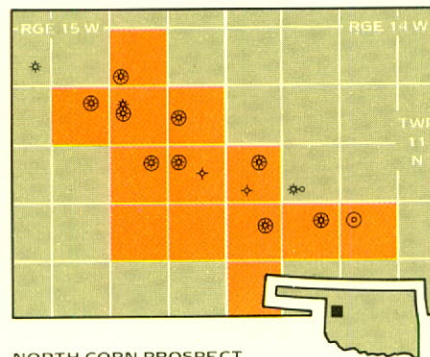 RGE 15 W
RGE 14 W
TWP
11
N
NORTH CORN PROSPECT